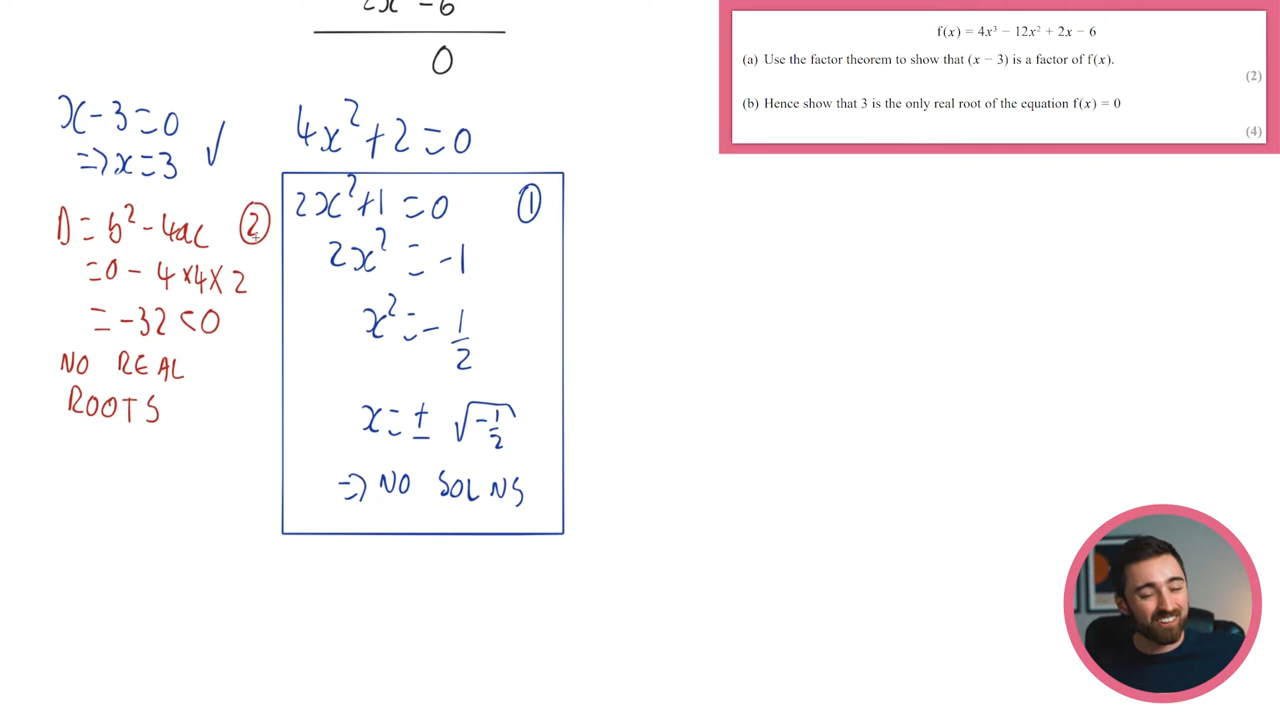 2x - 6
0
x - 3 = 0
=> x = 3 ✓
4x² + 2 = 0
2x² + 1 = 0 ①
2x² = -1
x² = -1/2
x = ± √(-1/2)
=> NO SOLNS
D = b² - 4ac ②
= 0 - 4 × 4 × 2
= -32 < 0
NO REAL
ROOTS
f(x) = 4x³ − 12x² + 2x − 6
(a) Use the factor theorem to show that (x − 3) is a factor of f(x).
(2)
(b) Hence show that 3 is the only real root of the equation f(x) = 0
(4)